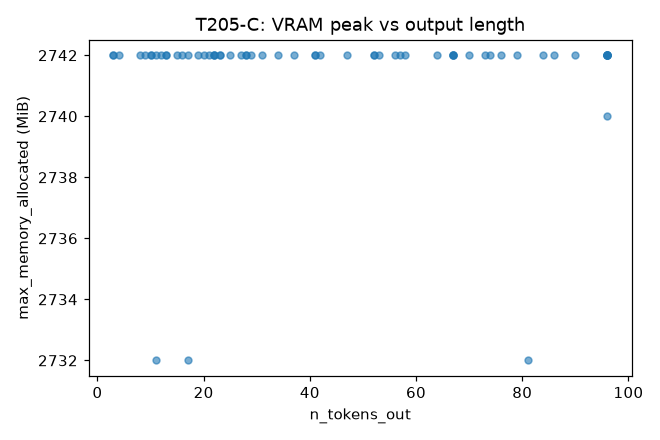 T205-C: VRAM peak vs output length
max_memory_allocated (MiB)
2742
2740
2738
2736
2734
2732
0 20 40 60 80 100
n_tokens_out